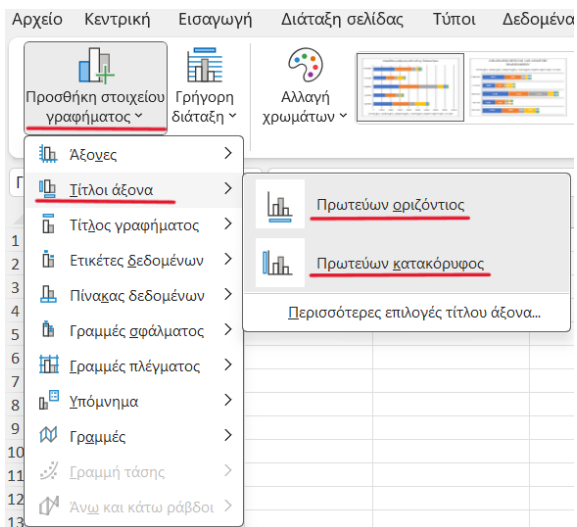 Αρχείο Κεντρική Εισαγωγή Διάταξη σελίδας Τύποι Δεδομένα
Προσθήκη στοιχείου γραφήματος
Γρήγορη διάταξη
Αλλαγή χρωμάτων
Άξονες
Τίτλοι άξονα
Τίτλος γραφήματος
Ετικέτες δεδομένων
Πίνακας δεδομένων
Γραμμές σφάλματος
Γραμμές πλέγματος
Υπόμνημα
Γραμμές
Γραμμή τάσης
Άνω και κάτω ράβδοι
Πρωτεύων οριζόντιος
Πρωτεύων κατακόρυφος
Περισσότερες επιλογές τίτλου άξονα...
1
2
3
4
5
6
7
8
9
10
11
12
13